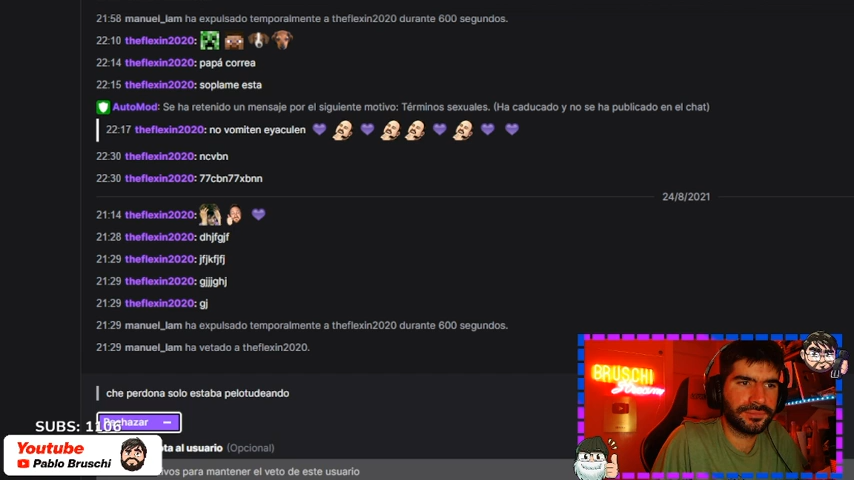 21:58 manuel_lam ha expulsado temporalmente a theflexin2020 durante 600 segundos.
22:10 theflexin2020:
22:14 theflexin2020: papá correa
22:15 theflexin2020: soplame esta
AutoMod: Se ha retenido un mensaje por el siguiente motivo: Términos sexuales. (Ha caducado y no se ha publicado en el chat)
22:17 theflexin2020: no vomiten eyaculen
22:30 theflexin2020: ncvbn
22:30 theflexin2020: 77cbn77xbnn
24/8/2021
21:14 theflexin2020:
21:28 theflexin2020: dhjfgjf
21:29 theflexin2020: jfjkfjfj
21:29 theflexin2020: gjjjghj
21:29 theflexin2020: gj
21:29 manuel_lam ha expulsado temporalmente a theflexin2020 durante 600 segundos.
21:29 manuel_lam ha vetado a theflexin2020.
BRUSCHI
che perdona solo estaba pelotudeando
Rechazar
SUBS: 1106
Youtube
Pablo Bruschi
al usuario (Opcional)
para mantener el veto de este usuario